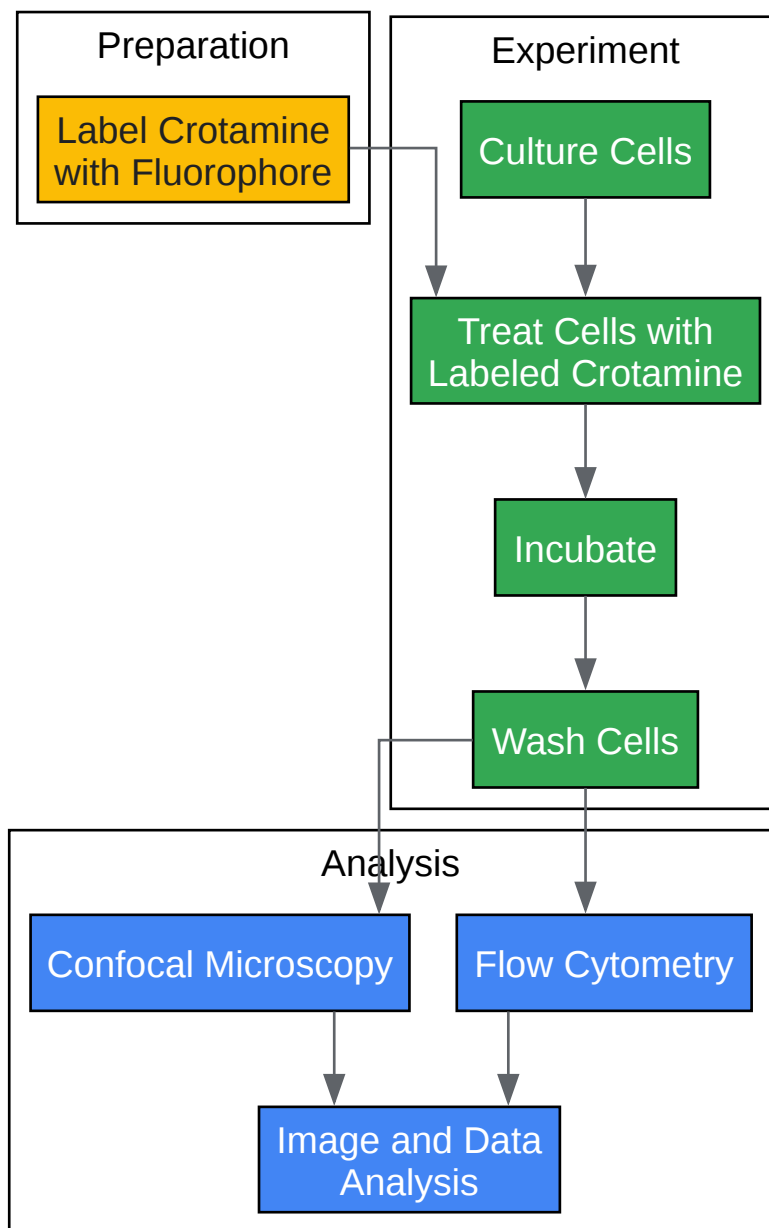 Preparation
Label Crotamine
with Fluorophore
Experiment
Culture Cells
Treat Cells with
Labeled Crotamine
Incubate
Wash Cells
Analysis
Confocal Microscopy
Flow Cytometry
Image and Data
Analysis